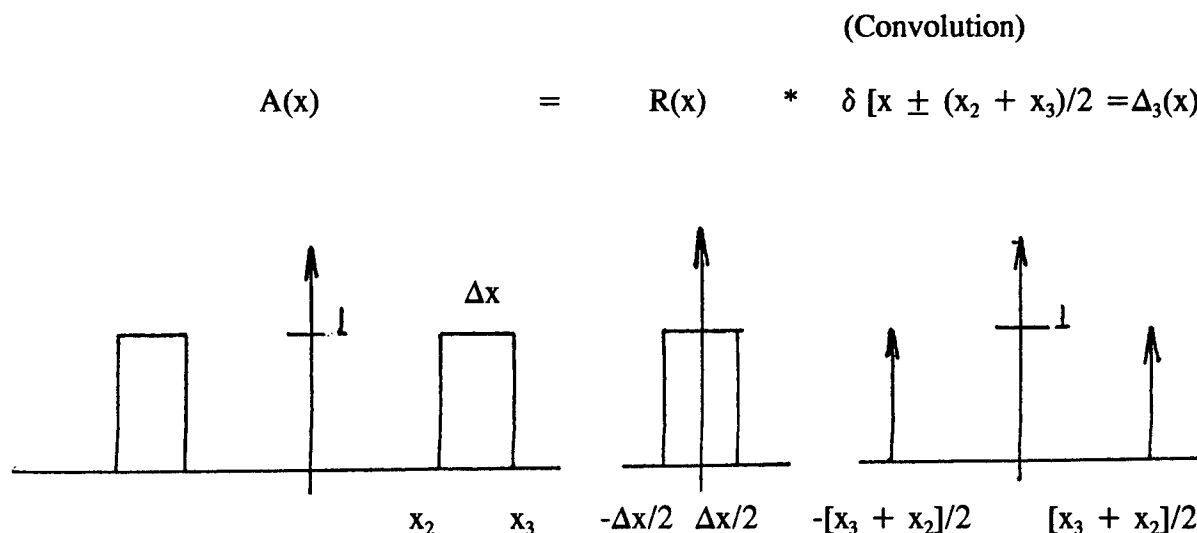 (Convolution)
A(x) = R(x) * δ [x ± (x₂ + x₃)/2 =Δ₃(x)
Δx
1 1
x₂ x₃ -Δx/2 Δx/2 -[x₃ + x₂]/2 [x₃ + x₂]/2